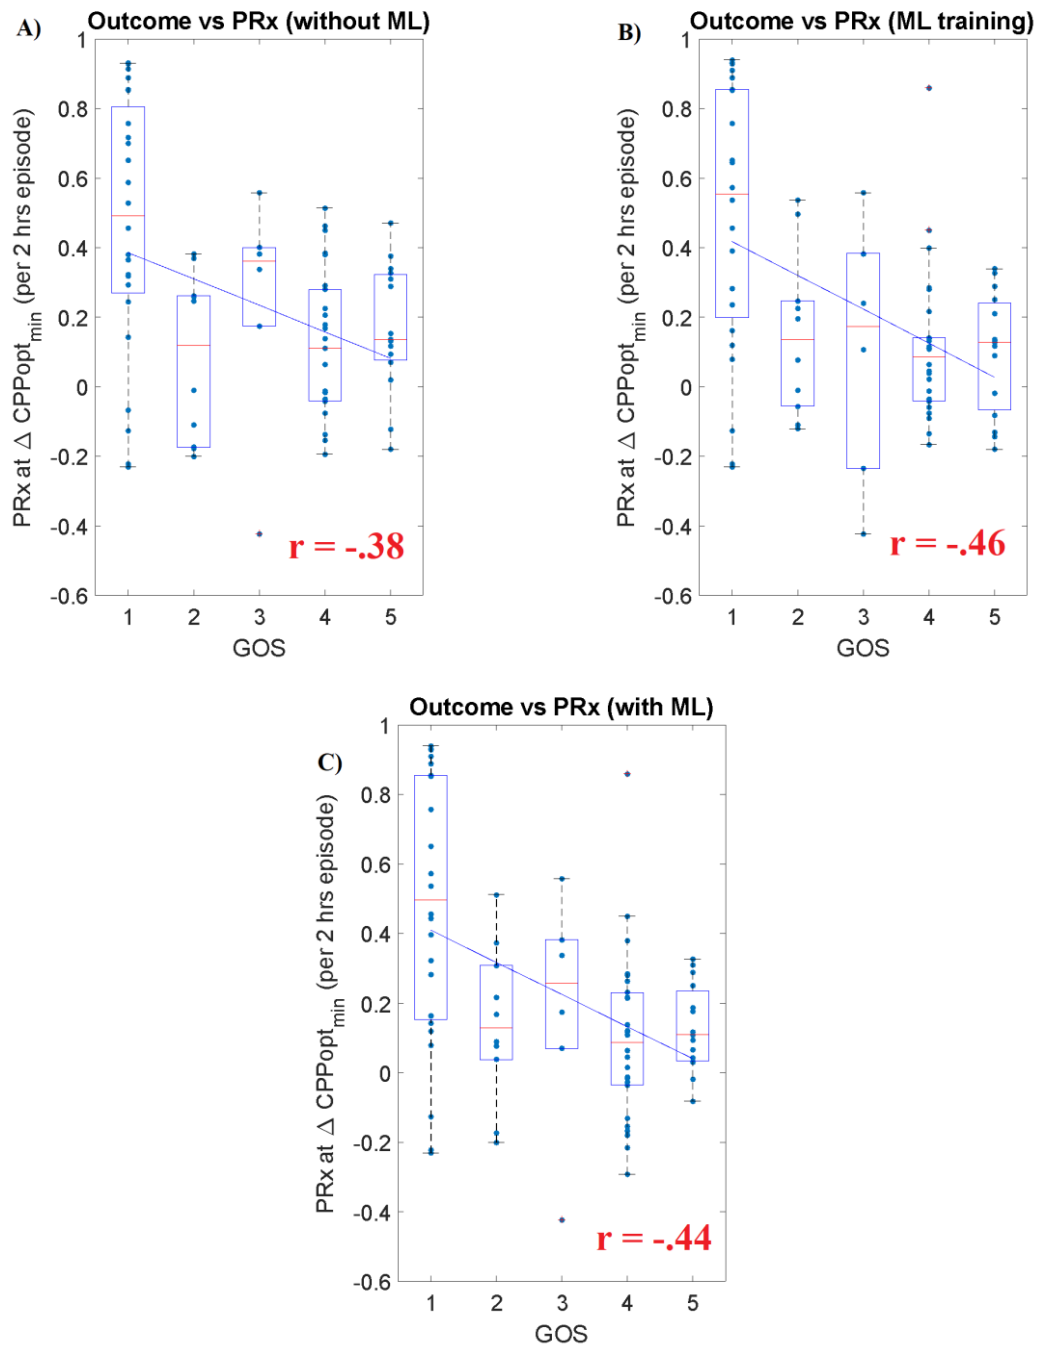 A)
Outcome vs PRx (without ML)
PRx at Δ CPPopt_min (per 2 hrs episode)
1
0.8
0.6
0.4
0.2
0
-0.2
-0.4
-0.6
r = -.38
1 2 3 4 5
GOS
B)
Outcome vs PRx (ML training)
PRx at Δ CPPopt_min (per 2 hrs episode)
1
0.8
0.6
0.4
0.2
0
-0.2
-0.4
-0.6
r = -.46
1 2 3 4 5
GOS
Outcome vs PRx (with ML)
C)
PRx at Δ CPPopt_min (per 2 hrs episode)
1
0.8
0.6
0.4
0.2
0
-0.2
-0.4
-0.6
r = -.44
1 2 3 4 5
GOS